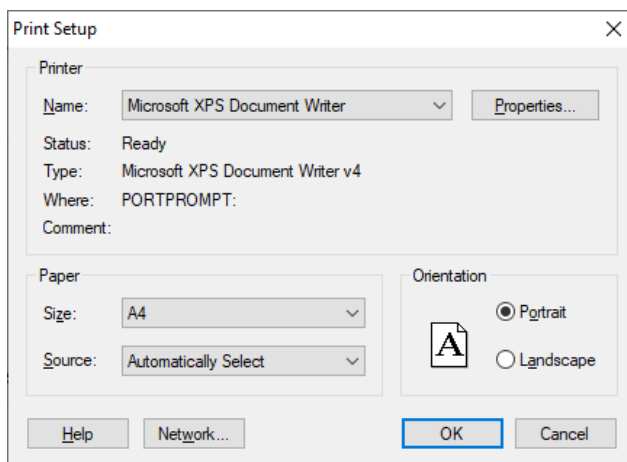 Print Setup
Printer
Name: Microsoft XPS Document Writer Properties...
Status: Ready
Type: Microsoft XPS Document Writer v4
Where: PORTPROMPT:
Comment:
Paper
Size: A4
Source: Automatically Select
Orientation
A
Portrait
Landscape
Help Network... OK Cancel